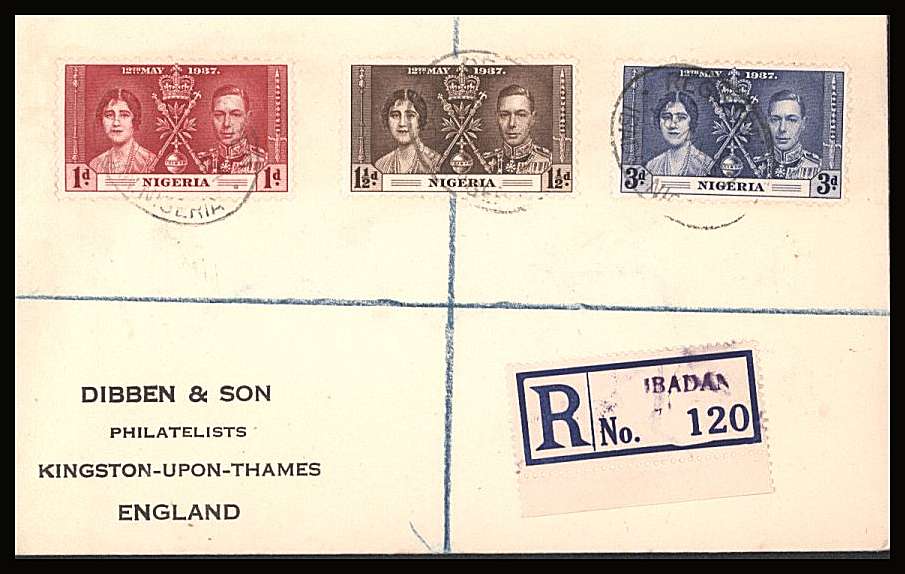 12TH MAY 1937.
1d. NIGERIA 1d.
12TH MAY 1937.
1½d. NIGERIA 1½d.
12TH MAY 1937.
3d. NIGERIA 3d.
NIGERIA
DIBBEN & SON
PHILATELISTS
KINGSTON-UPON-THAMES
ENGLAND
R
IBADAN
No. 120